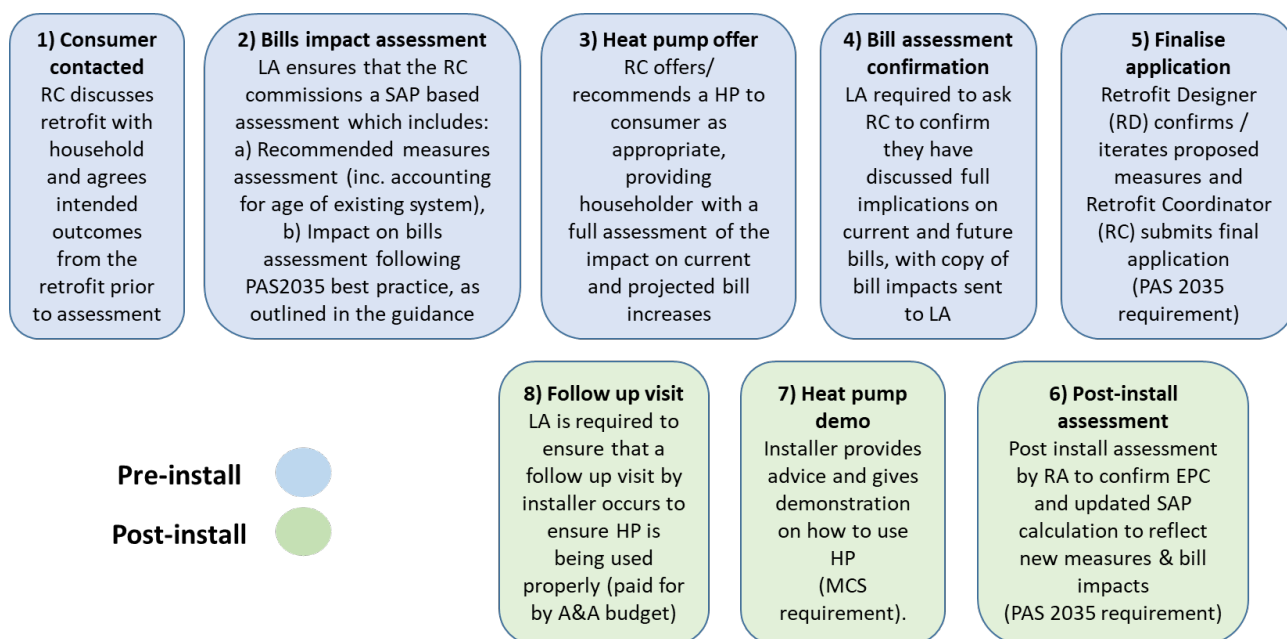 1) Consumer
contacted
RC discusses
retrofit with
household
and agrees
intended
outcomes
from the
retrofit prior
to assessment
2) Bills impact assessment
LA ensures that the RC
commissions a SAP based
assessment which includes:
a) Recommended measures
assessment (inc. accounting
for age of existing system),
b) Impact on bills
assessment following
PAS2035 best practice, as
outlined in the guidance
3) Heat pump offer
RC offers/
recommends a HP to
consumer as
appropriate,
providing
householder with a
full assessment of the
impact on current
and projected bill
increases
4) Bill assessment
confirmation
LA required to ask
RC to confirm
they have
discussed full
implications on
current and future
bills, with copy of
bill impacts sent
to LA
5) Finalise
application
Retrofit Designer
(RD) confirms /
iterates proposed
measures and
Retrofit Coordinator
(RC) submits final
application
(PAS 2035
requirement)
8) Follow up visit
LA is required to
ensure that a
follow up visit by
installer occurs to
ensure HP is
being used
properly (paid for
by A&A budget)
7) Heat pump
demo
Installer provides
advice and gives
demonstration
on how to use
HP
(MCS
requirement).
6) Post-install
assessment
Post install assessment
by RA to confirm EPC
and updated SAP
calculation to reflect
new measures & bill
impacts
(PAS 2035 requirement)
Pre-install
Post-install